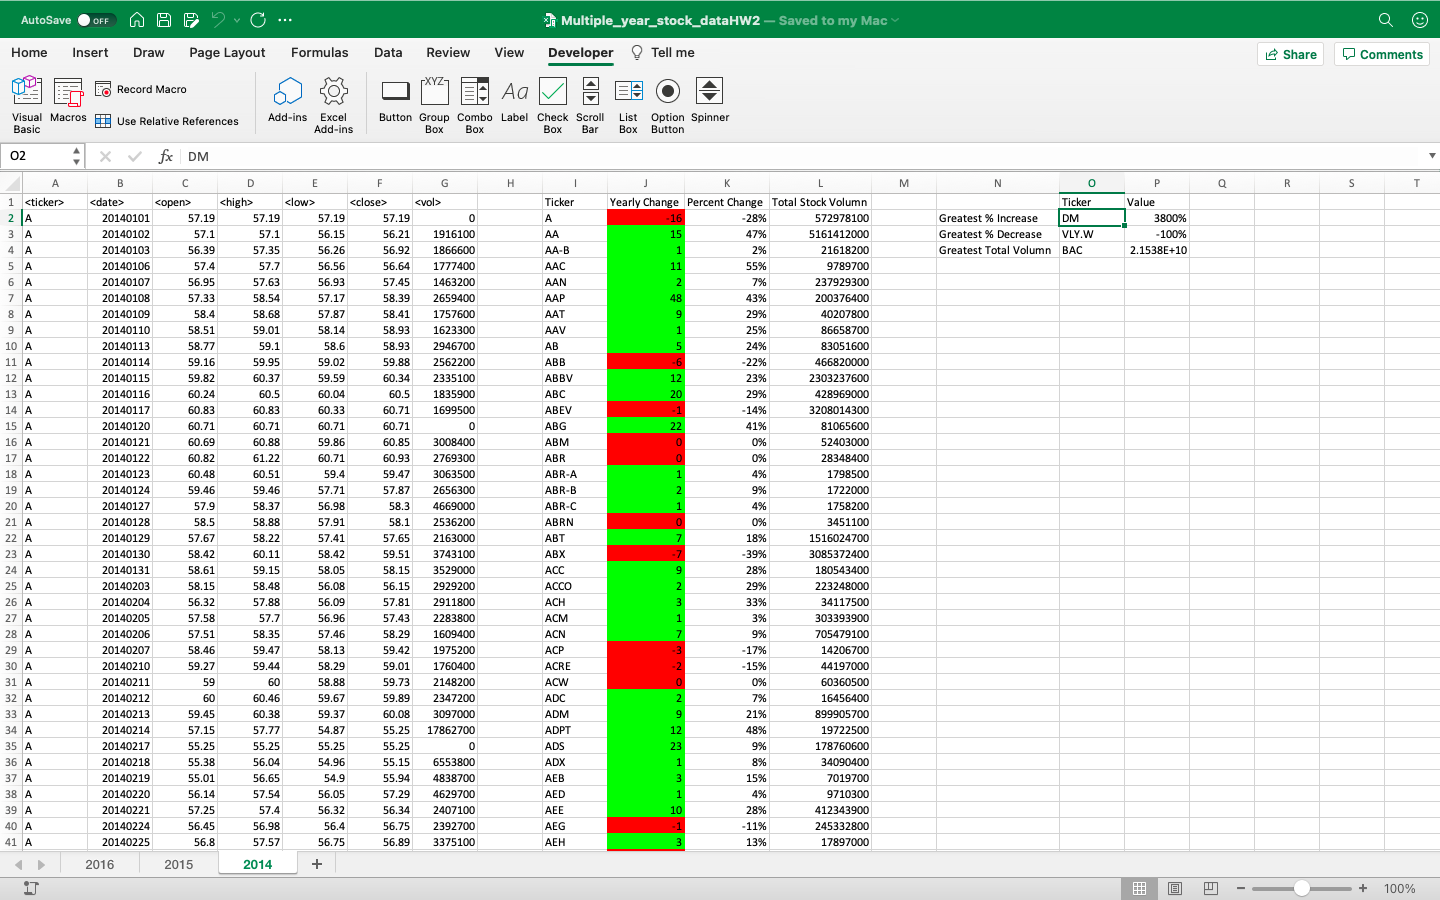 AutoSave OFF Multiple_year_stock_dataHW2 — Saved to my Mac
Home Insert Draw Page Layout Formulas Data Review View Developer Tell me Share Comments
Visual Basic Macros Record Macro Use Relative References Add-ins Excel Add-ins Button Group Box Combo Box Label Check Box Scroll Bar List Box Option Button Spinner
O2 fx DM
A B C D E F G H I J K L M N O P Q R S T
1 <ticker> <date> <open> <high> <low> <close> <vol> Ticker Yearly Change Percent Change Total Stock Volumn Ticker Value
2 A 20140101 57.19 57.19 57.19 57.19 0 A -16 -28% 572978100 Greatest % Increase DM 3800%
3 A 20140102 57.1 57.1 56.15 56.21 1916100 AA 15 47% 5161412000 Greatest % Decrease VLY.W -100%
4 A 20140103 56.39 57.35 56.26 56.92 1866600 AA-B 1 2% 21618200 Greatest Total Volumn BAC 2.1538E+10
5 A 20140106 57.4 57.7 56.56 56.64 1777400 AAC 11 55% 9789700
6 A 20140107 56.95 57.63 56.93 57.45 1463200 AAN 2 7% 237929300
7 A 20140108 57.33 58.54 57.17 58.39 2659400 AAP 48 43% 200376400
8 A 20140109 58.4 58.68 57.87 58.41 1757600 AAT 9 29% 40207800
9 A 20140110 58.51 59.01 58.14 58.93 1623300 AAV 1 25% 86658700
10 A 20140113 58.77 59.1 58.6 58.93 2946700 AB 5 24% 83051600
11 A 20140114 59.16 59.95 59.02 59.88 2562200 ABB -6 -22% 466820000
12 A 20140115 59.82 60.37 59.59 60.34 2335100 ABBV 12 23% 2303237600
13 A 20140116 60.24 60.5 60.04 60.5 1835900 ABC 20 29% 428969000
14 A 20140117 60.83 60.83 60.33 60.71 1699500 ABEV -1 -14% 3208014300
15 A 20140120 60.71 60.71 60.71 60.71 0 ABG 22 41% 81065600
16 A 20140121 60.69 60.88 59.86 60.85 3008400 ABM 0 0% 52403000
17 A 20140122 60.82 61.22 60.71 60.93 2769300 ABR 0 0% 28348400
18 A 20140123 60.48 60.51 59.4 59.47 3063500 ABR-A 1 4% 1798500
19 A 20140124 59.46 59.46 57.71 57.87 2656300 ABR-B 2 9% 1722000
20 A 20140127 57.9 58.37 56.98 58.3 4669000 ABR-C 1 4% 1758200
21 A 20140128 58.5 58.88 57.91 58.1 2536200 ABRN 0 0% 3451100
22 A 20140129 57.67 58.22 57.41 57.65 2163000 ABT 7 18% 1516024700
23 A 20140130 58.42 60.11 58.42 59.51 3743100 ABX -7 -39% 3085372400
24 A 20140131 58.61 59.15 58.05 58.15 3529000 ACC 9 28% 180543400
25 A 20140203 58.15 58.48 56.08 56.15 2929200 ACCO 2 29% 223248000
26 A 20140204 56.32 57.88 56.09 57.81 2911800 ACH 3 33% 34117500
27 A 20140205 57.58 57.7 56.96 57.43 2283800 ACM 1 3% 303393900
28 A 20140206 57.51 58.35 57.46 58.29 1609400 ACN 7 9% 705479100
29 A 20140207 58.46 59.47 58.13 59.42 1975200 ACP -3 -17% 14206700
30 A 20140210 59.27 59.44 58.29 59.01 1760400 ACRE -2 -15% 44197000
31 A 20140211 59 60 58.88 59.73 2148200 ACW 0 0% 60360500
32 A 20140212 60 60.46 59.67 59.89 2347200 ADC 2 7% 16456400
33 A 20140213 59.45 60.38 59.37 60.08 3097000 ADM 9 21% 899905700
34 A 20140214 57.15 57.77 54.87 55.25 17862700 ADPT 12 48% 19722500
35 A 20140217 55.25 55.25 55.25 55.25 0 ADS 23 9% 178760600
36 A 20140218 55.38 56.04 54.96 55.15 6553800 ADX 1 8% 34090400
37 A 20140219 55.01 56.65 54.9 55.94 4838700 AEB 3 15% 7019700
38 A 20140220 56.14 57.54 56.05 57.29 4629700 AED 1 4% 9710300
39 A 20140221 57.25 57.4 56.32 56.34 2407100 AEE 10 28% 412343900
40 A 20140224 56.45 56.98 56.4 56.75 2392700 AEG -1 -11% 245332800
41 A 20140225 56.8 57.57 56.75 56.89 3375100 AEH 3 13% 17897000
2016 2015 2014 +
100%